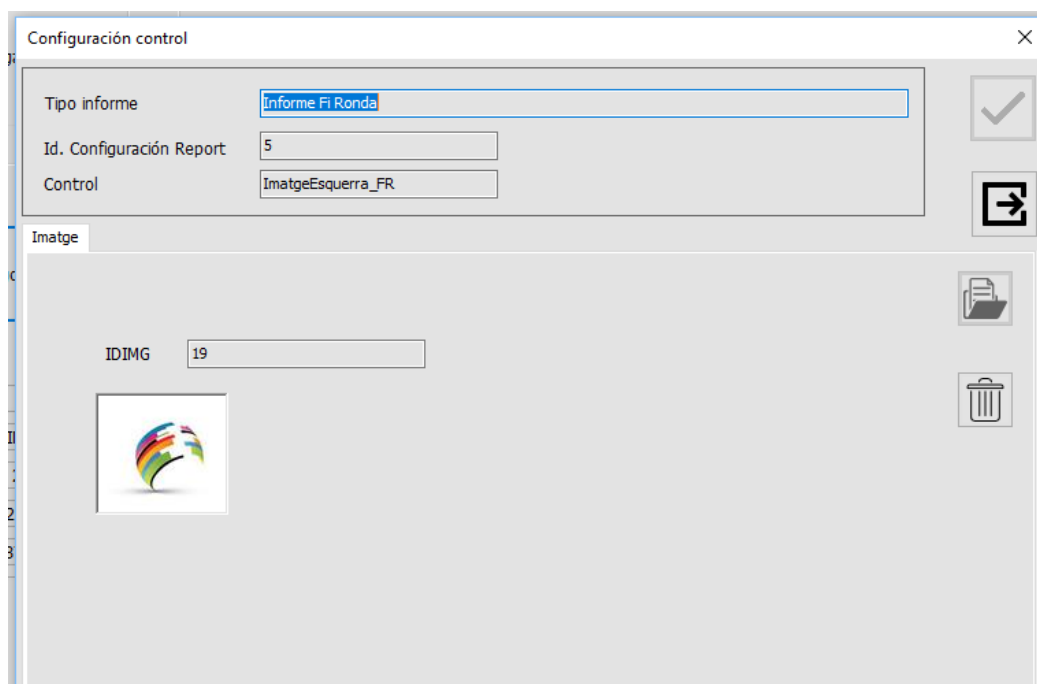 Configuración control
Tipo informe
Informe Fi Ronda
Id. Configuración Report
5
Control
ImatgeEsquerra_FR
Imatge
IDIMG
19